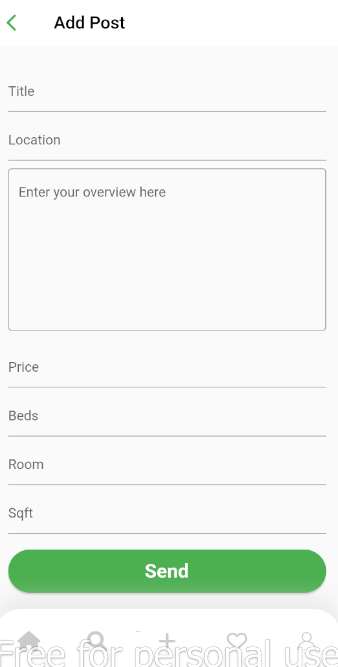 Add Post
Title
Location
Enter your overview here
Price
Beds
Room
Sqft
Send
Free for personal use